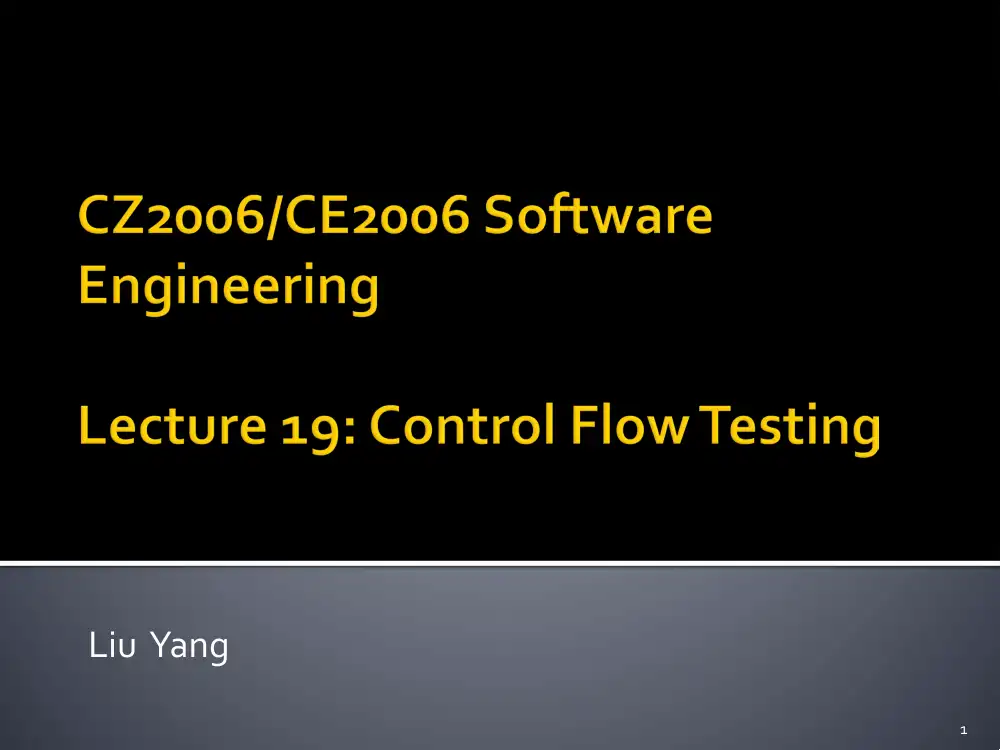 CZ2006/CE2006 Software
Engineering
Lecture 19: Control Flow Testing
Liu Yang
1